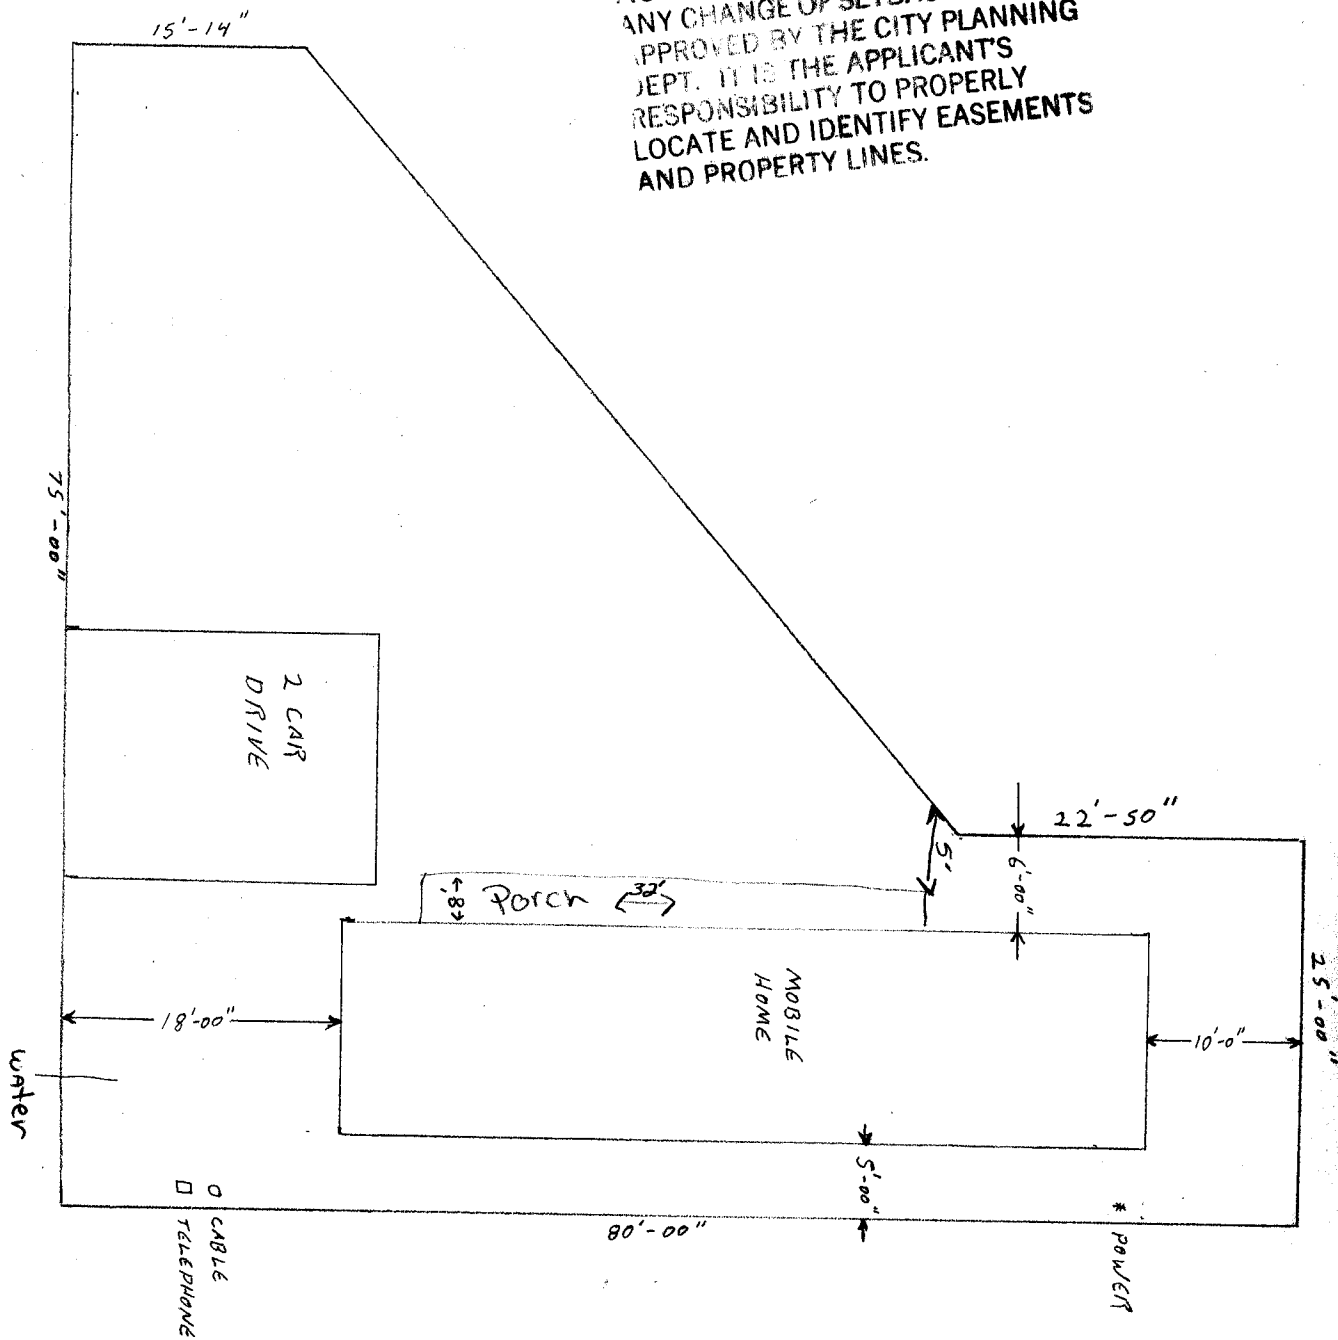 ANY CHANGE OF
APPROVED BY THE CITY PLANNING
DEPT. IT IS THE APPLICANT'S
RESPONSIBILITY TO PROPERLY
LOCATE AND IDENTIFY EASEMENTS
AND PROPERTY LINES.
15'-14"
75'-00"
2 CAR
DRIVE
22'-50"
5'
6'-00"
8'
Porch
32'
25'-00"
MOBILE
HOME
18'-00"
10'-0"
water
5'-00"
80'-00"
CABLE
TELEPHONE
* POWER